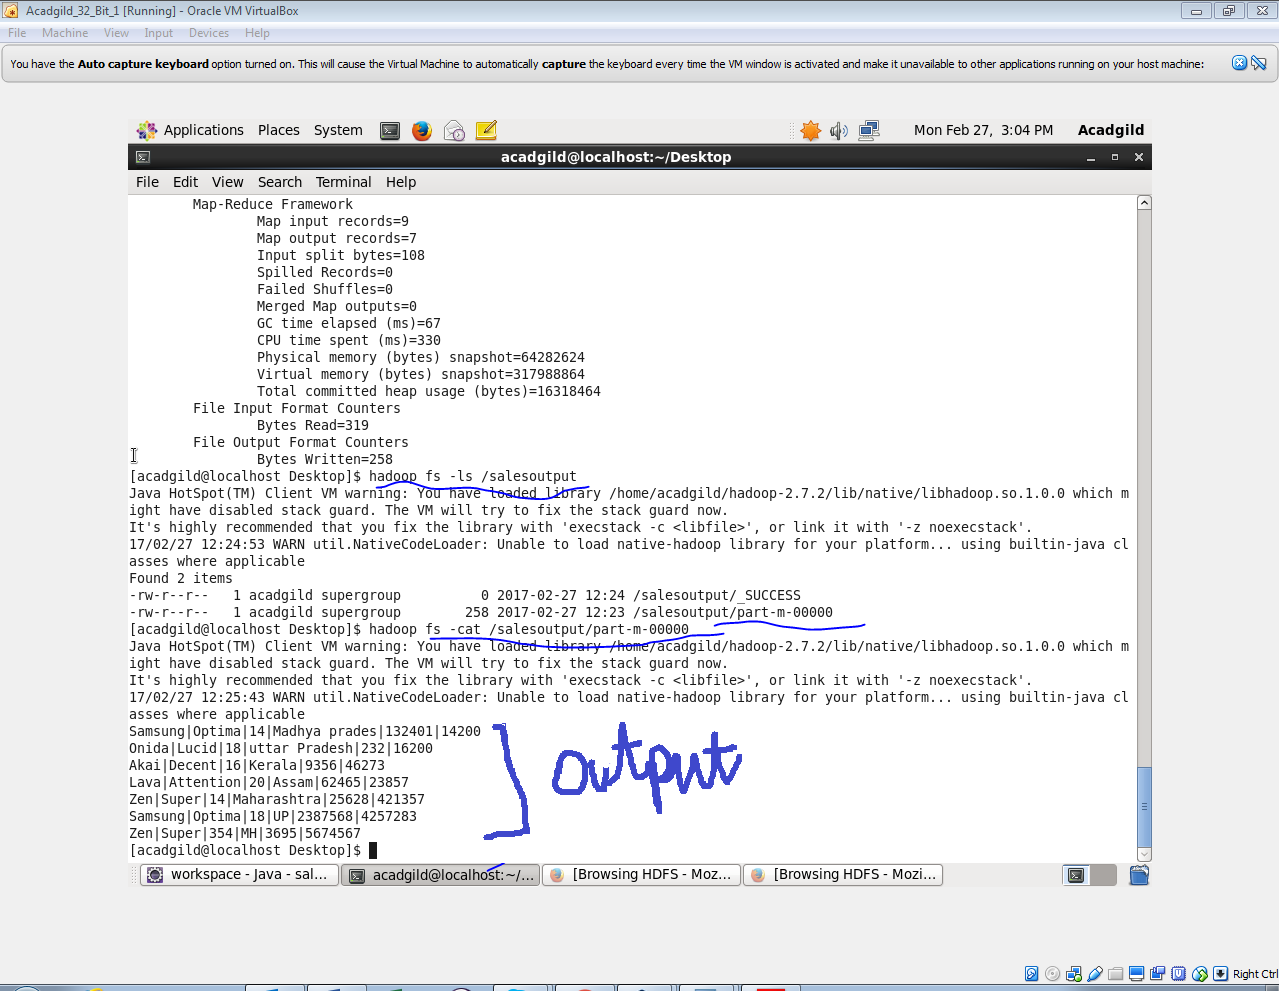 Acadgild_32_Bit_1 [Running] - Oracle VM VirtualBox
File Machine View Input Devices Help
You have the Auto capture keyboard option turned on. This will cause the Virtual Machine to automatically capture the keyboard every time the VM window is activated and make it unavailable to other applications running on your host machine:
Applications Places System Mon Feb 27, 3:04 PM Acadgild
acadgild@localhost:~/Desktop
File Edit View Search Terminal Help
Map-Reduce Framework
Map input records=9
Map output records=7
Input split bytes=108
Spilled Records=0
Failed Shuffles=0
Merged Map outputs=0
GC time elapsed (ms)=67
CPU time spent (ms)=330
Physical memory (bytes) snapshot=64282624
Virtual memory (bytes) snapshot=317988864
Total committed heap usage (bytes)=16318464
File Input Format Counters
Bytes Read=319
File Output Format Counters
Bytes Written=258
[acadgild@localhost Desktop]$ hadoop fs -ls /salesoutput
Java HotSpot(TM) Client VM warning: You have loaded library /home/acadgild/hadoop-2.7.2/lib/native/libhadoop.so.1.0.0 which m
ight have disabled stack guard. The VM will try to fix the stack guard now.
It's highly recommended that you fix the library with 'execstack -c <libfile>', or link it with '-z noexecstack'.
17/02/27 12:24:53 WARN util.NativeCodeLoader: Unable to load native-hadoop library for your platform... using builtin-java cl
asses where applicable
Found 2 items
-rw-r--r--   1 acadgild supergroup          0 2017-02-27 12:24 /salesoutput/_SUCCESS
-rw-r--r--   1 acadgild supergroup        258 2017-02-27 12:23 /salesoutput/part-m-00000
[acadgild@localhost Desktop]$ hadoop fs -cat /salesoutput/part-m-00000
Java HotSpot(TM) Client VM warning: You have loaded library /home/acadgild/hadoop-2.7.2/lib/native/libhadoop.so.1.0.0 which m
ight have disabled stack guard. The VM will try to fix the stack guard now.
It's highly recommended that you fix the library with 'execstack -c <libfile>', or link it with '-z noexecstack'.
17/02/27 12:25:43 WARN util.NativeCodeLoader: Unable to load native-hadoop library for your platform... using builtin-java cl
asses where applicable
Samsung|Optima|14|Madhya prades|132401|14200
Onida|Lucid|18|uttar Pradesh|232|16200
Akai|Decent|16|Kerala|9356|46273
Lava|Attention|20|Assam|62465|23857
Zen|Super|14|Maharashtra|25628|421357
Samsung|Optima|18|UP|2387568|4257283
Zen|Super|354|MH|3695|5674567
output
[acadgild@localhost Desktop]$
workspace - Java - sal... acadgild@localhost:~/... [Browsing HDFS - Moz... [Browsing HDFS - Mozi...
Right Ctrl